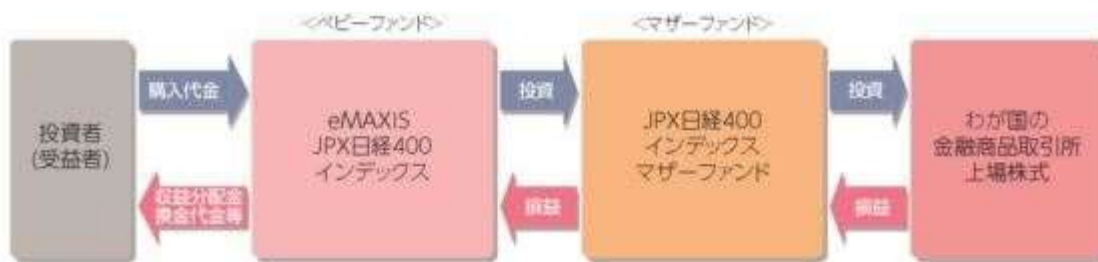 <ベビーファンド>
<マザーファンド>
投資者
(受益者)
購入代金
収益分配金
換金代金等
eMAXIS
JPX日経400
インデックス
投資
損益
JPX日経400
インデックス
マザーファンド
投資
損益
わが国の
金融商品取引所
上場株式